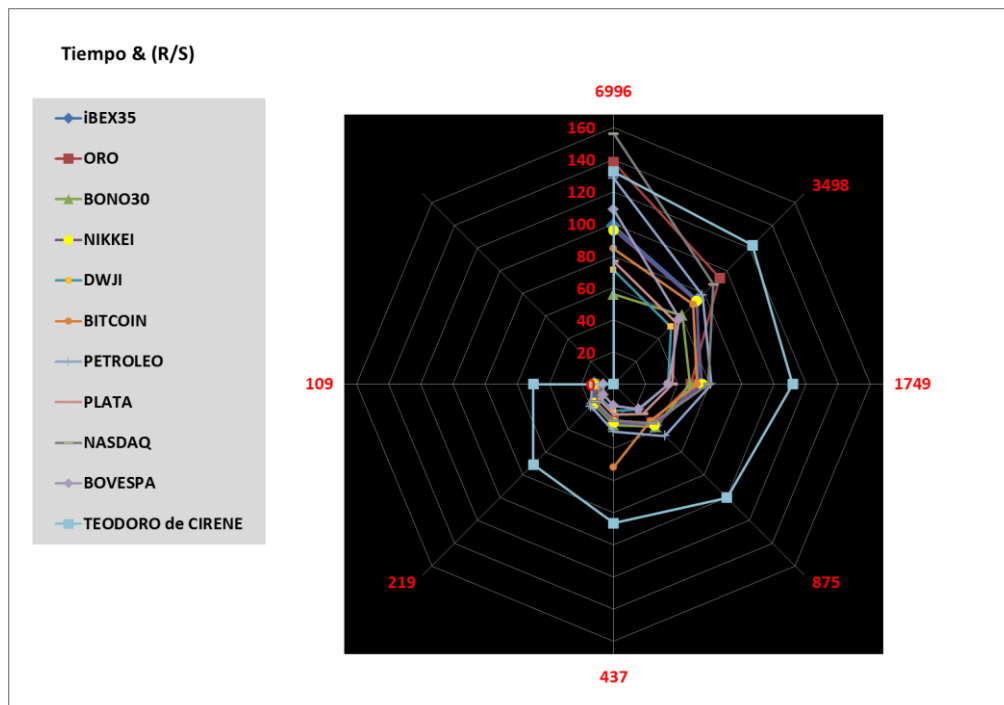 Tiempo & (R/S)
iBEX35
ORO
BONO30
NIKKEI
DWJI
BITCOIN
PETROLEO
PLATA
NASDAQ
BOVESPA
TEODORO de CIRENE
6996
160
140
120
100
80
60
40
20
0
3498
1749
875
437
219
109